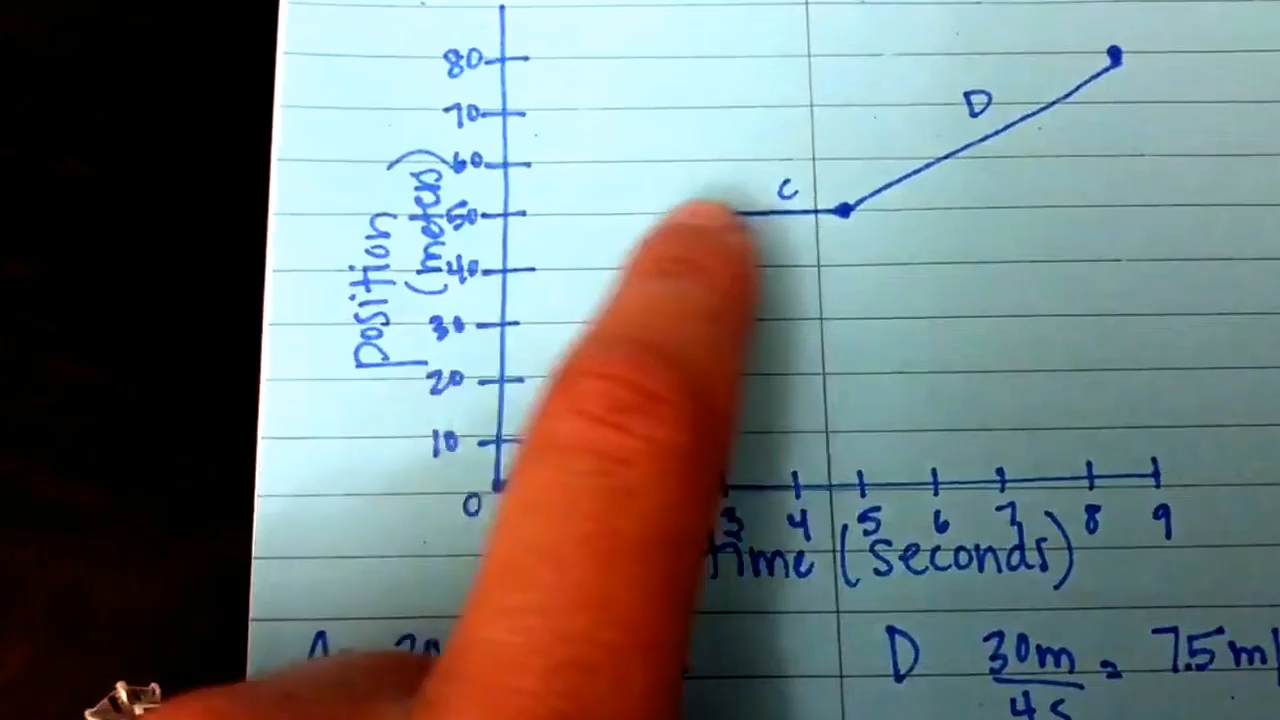 80
70
60
50
40
30
20
10
0
position
(meters)
C
D
3 4 5 6 7 8 9
time (seconds)
D 30m = 7.5 m/
4s